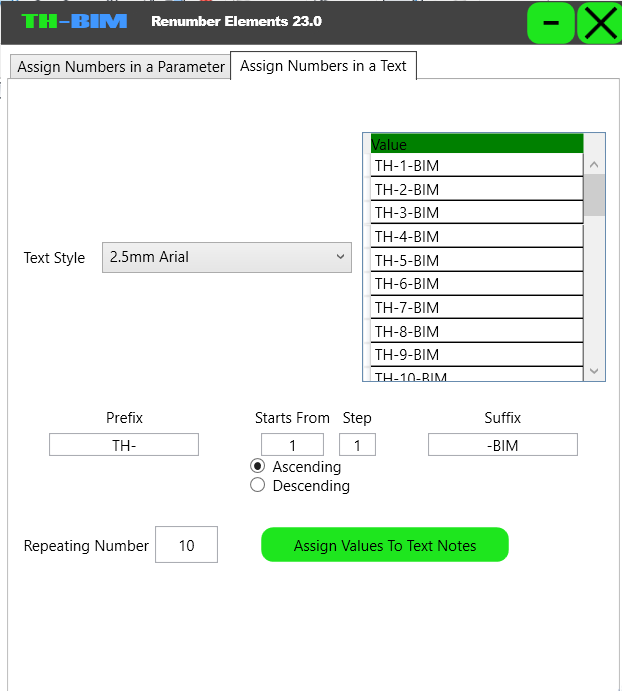 TH-BIM Renumber Elements 23.0
Assign Numbers in a Parameter Assign Numbers in a Text
Value
TH-1-BIM
TH-2-BIM
TH-3-BIM
TH-4-BIM
TH-5-BIM
TH-6-BIM
TH-7-BIM
TH-8-BIM
TH-9-BIM
TH-10-BIM
Text Style 2.5mm Arial
Prefix Starts From Step Suffix
TH- 1 1 -BIM
Ascending
Descending
Repeating Number 10 Assign Values To Text Notes